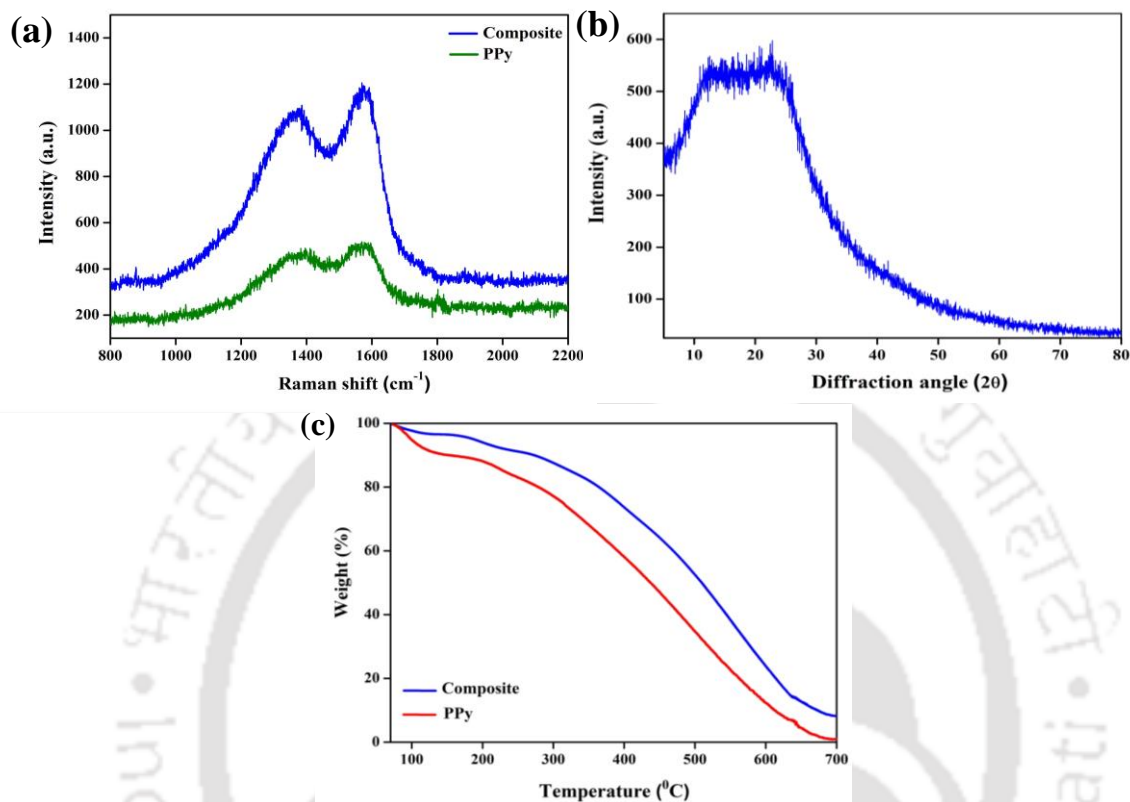 (a)
Composite
PPy
1400
1200
1000
800
600
400
200
Intensity (a.u.)
800 1000 1200 1400 1600 1800 2000 2200
Raman shift (cm⁻¹)
(b)
600
500
400
300
200
100
Intensity (a.u.)
10 20 30 40 50 60 70 80
Diffraction angle (2θ)
(c)
100
80
60
40
20
0
Weight (%)
Composite
PPy
100 200 300 400 500 600 700
Temperature (⁰C)